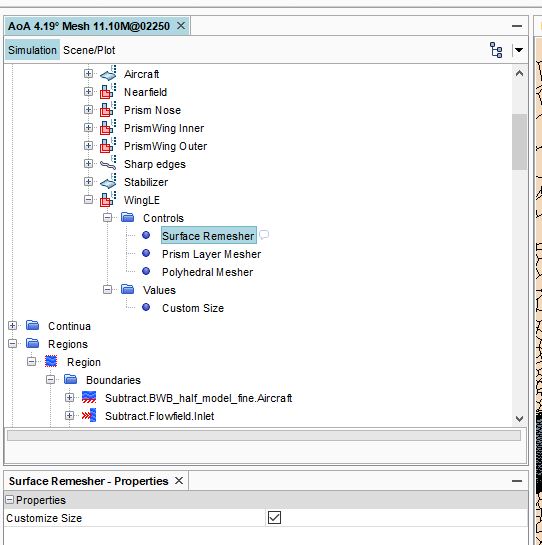 AoA 4.19° Mesh 11.10M@02250
Simulation Scene/Plot
Aircraft
Nearfield
Prism Nose
PrismWing Inner
PrismWing Outer
Sharp edges
Stabilizer
WingLE
Controls
Surface Remesher
Prism Layer Mesher
Polyhedral Mesher
Values
Custom Size
Continua
Regions
Region
Boundaries
Subtract.BWB_half_model_fine.Aircraft
Subtract.Flowfield.Inlet
Surface Remesher - Properties
Properties
Customize Size